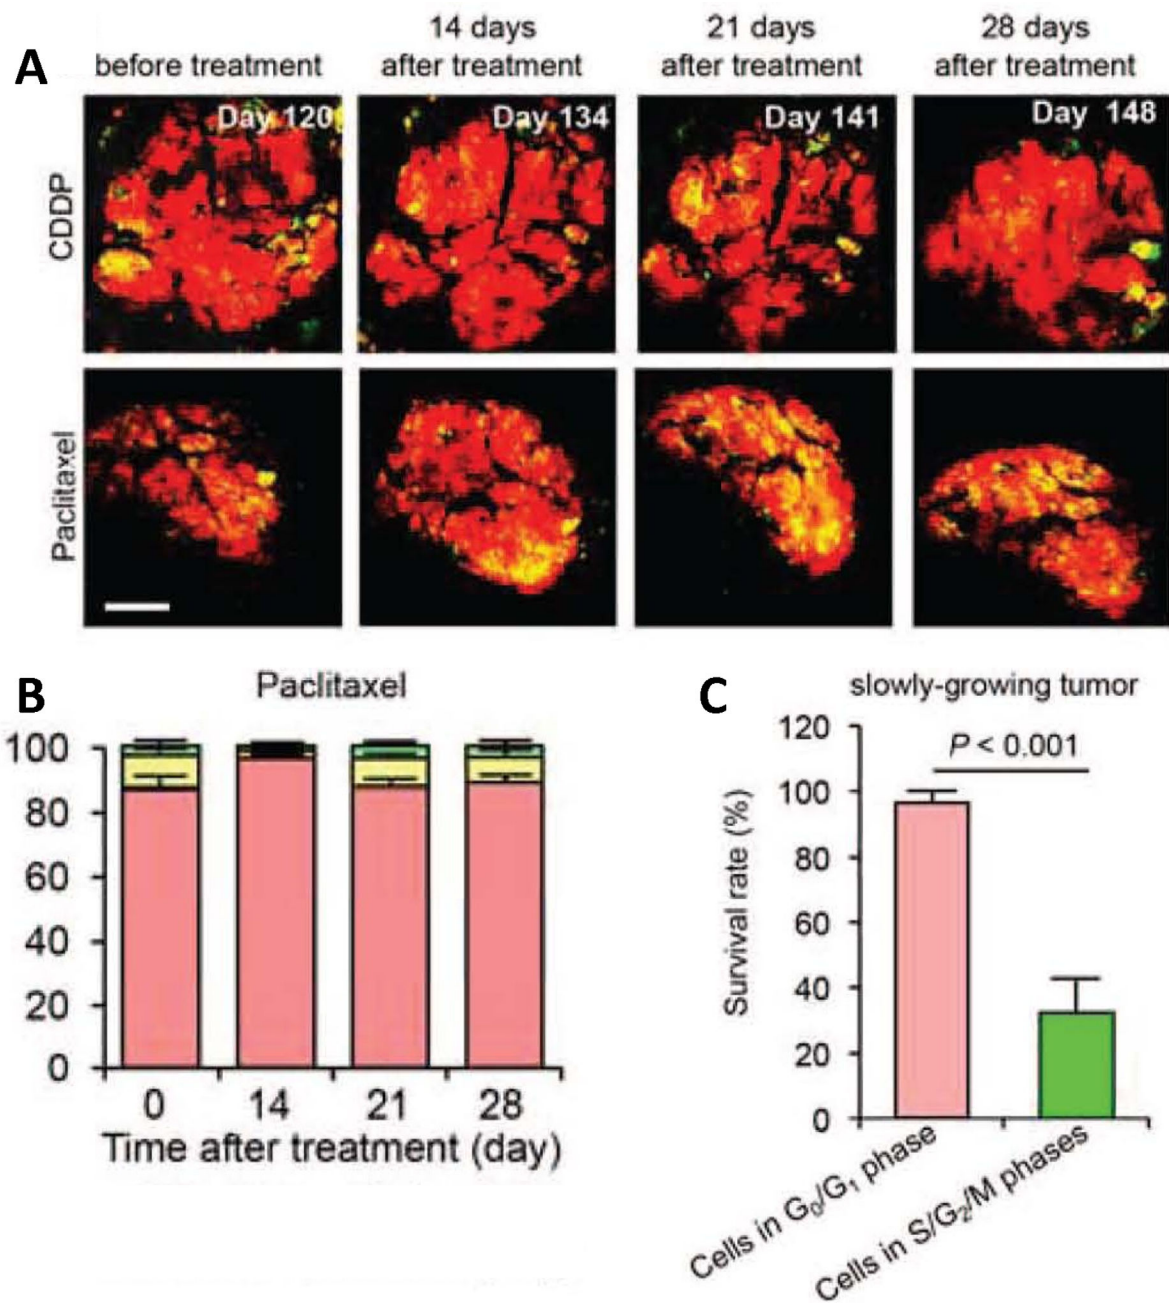 A
before treatment
14 days
after treatment
21 days
after treatment
28 days
after treatment
CDDP
Day 120
Day 134
Day 141
Day 148
Paclitaxel
B
Paclitaxel
100
80
60
40
20
0
0 14 21 28
Time after treatment (day)
C
slowly-growing tumor
P < 0.001
Survival rate (%)
120
100
80
60
40
20
0
Cells in G₀/G₁ phase
Cells in S/G₂/M phases